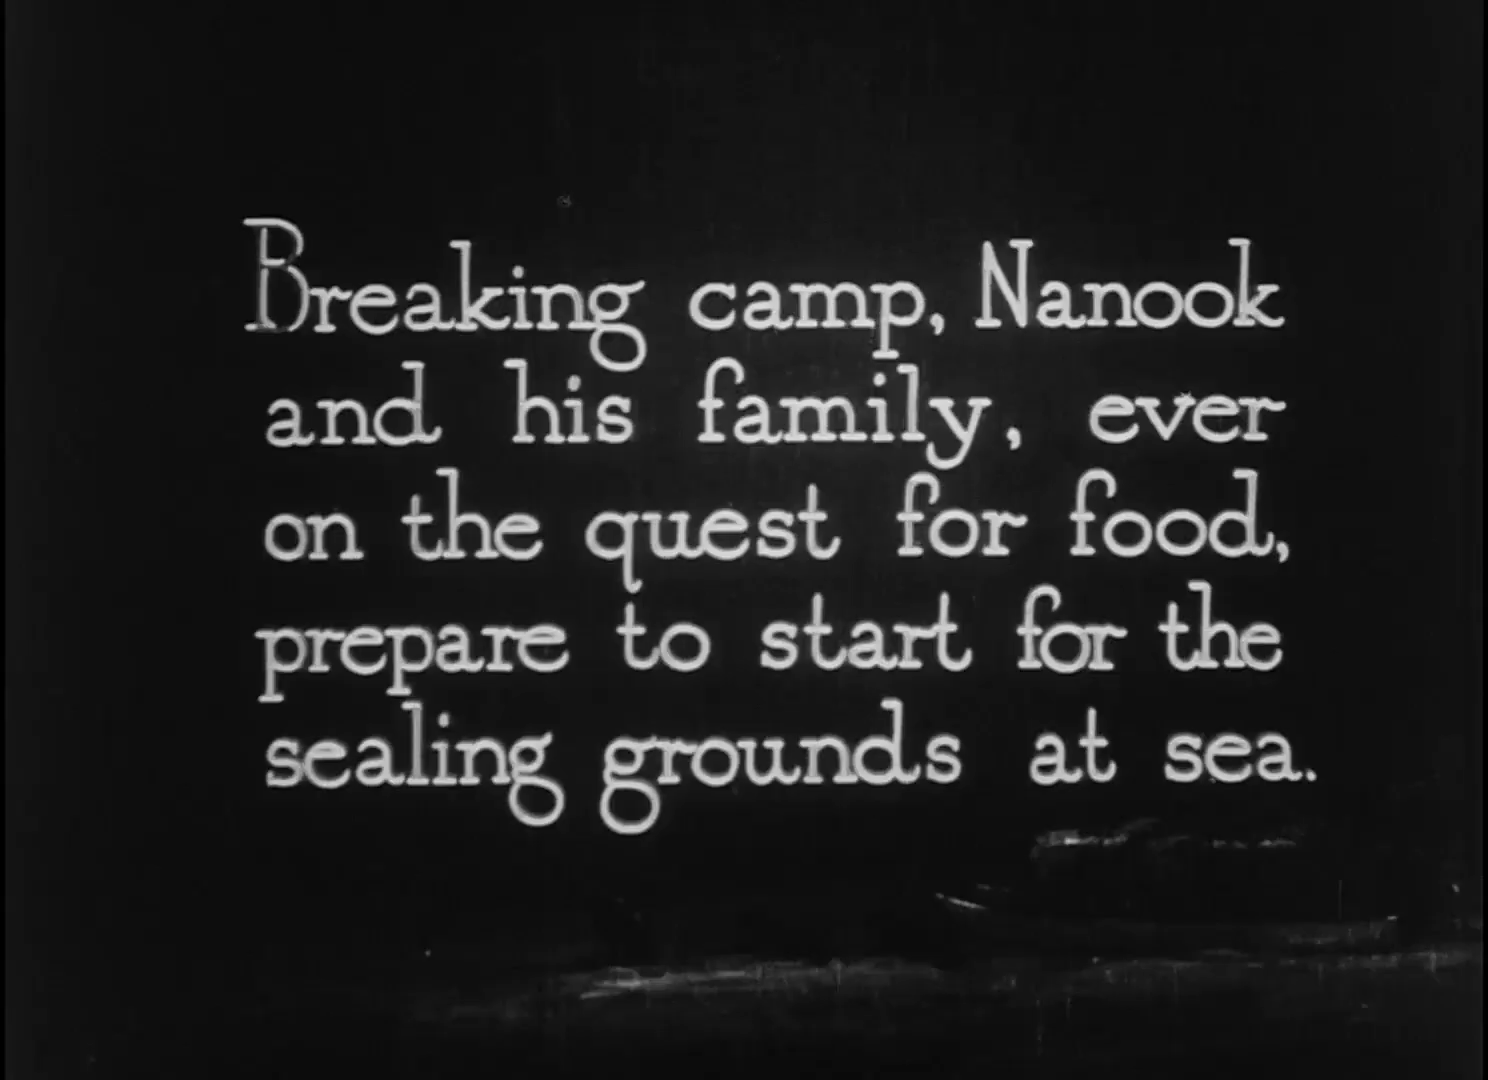 Breaking camp, Nanook
and his family, ever
on the quest for food,
prepare to start for the
sealing grounds at sea.